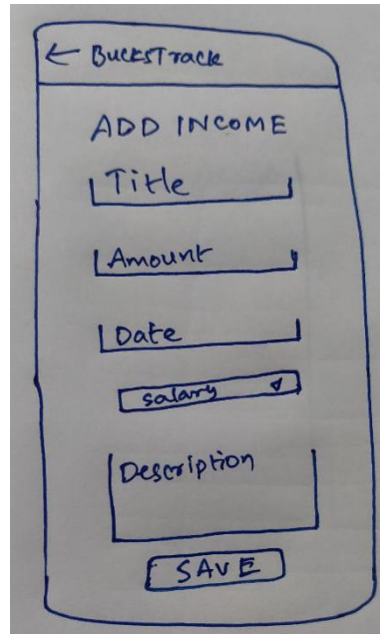 BucksTrack
ADD INCOME
Title
Amount
Date
salary
Description
SAVE